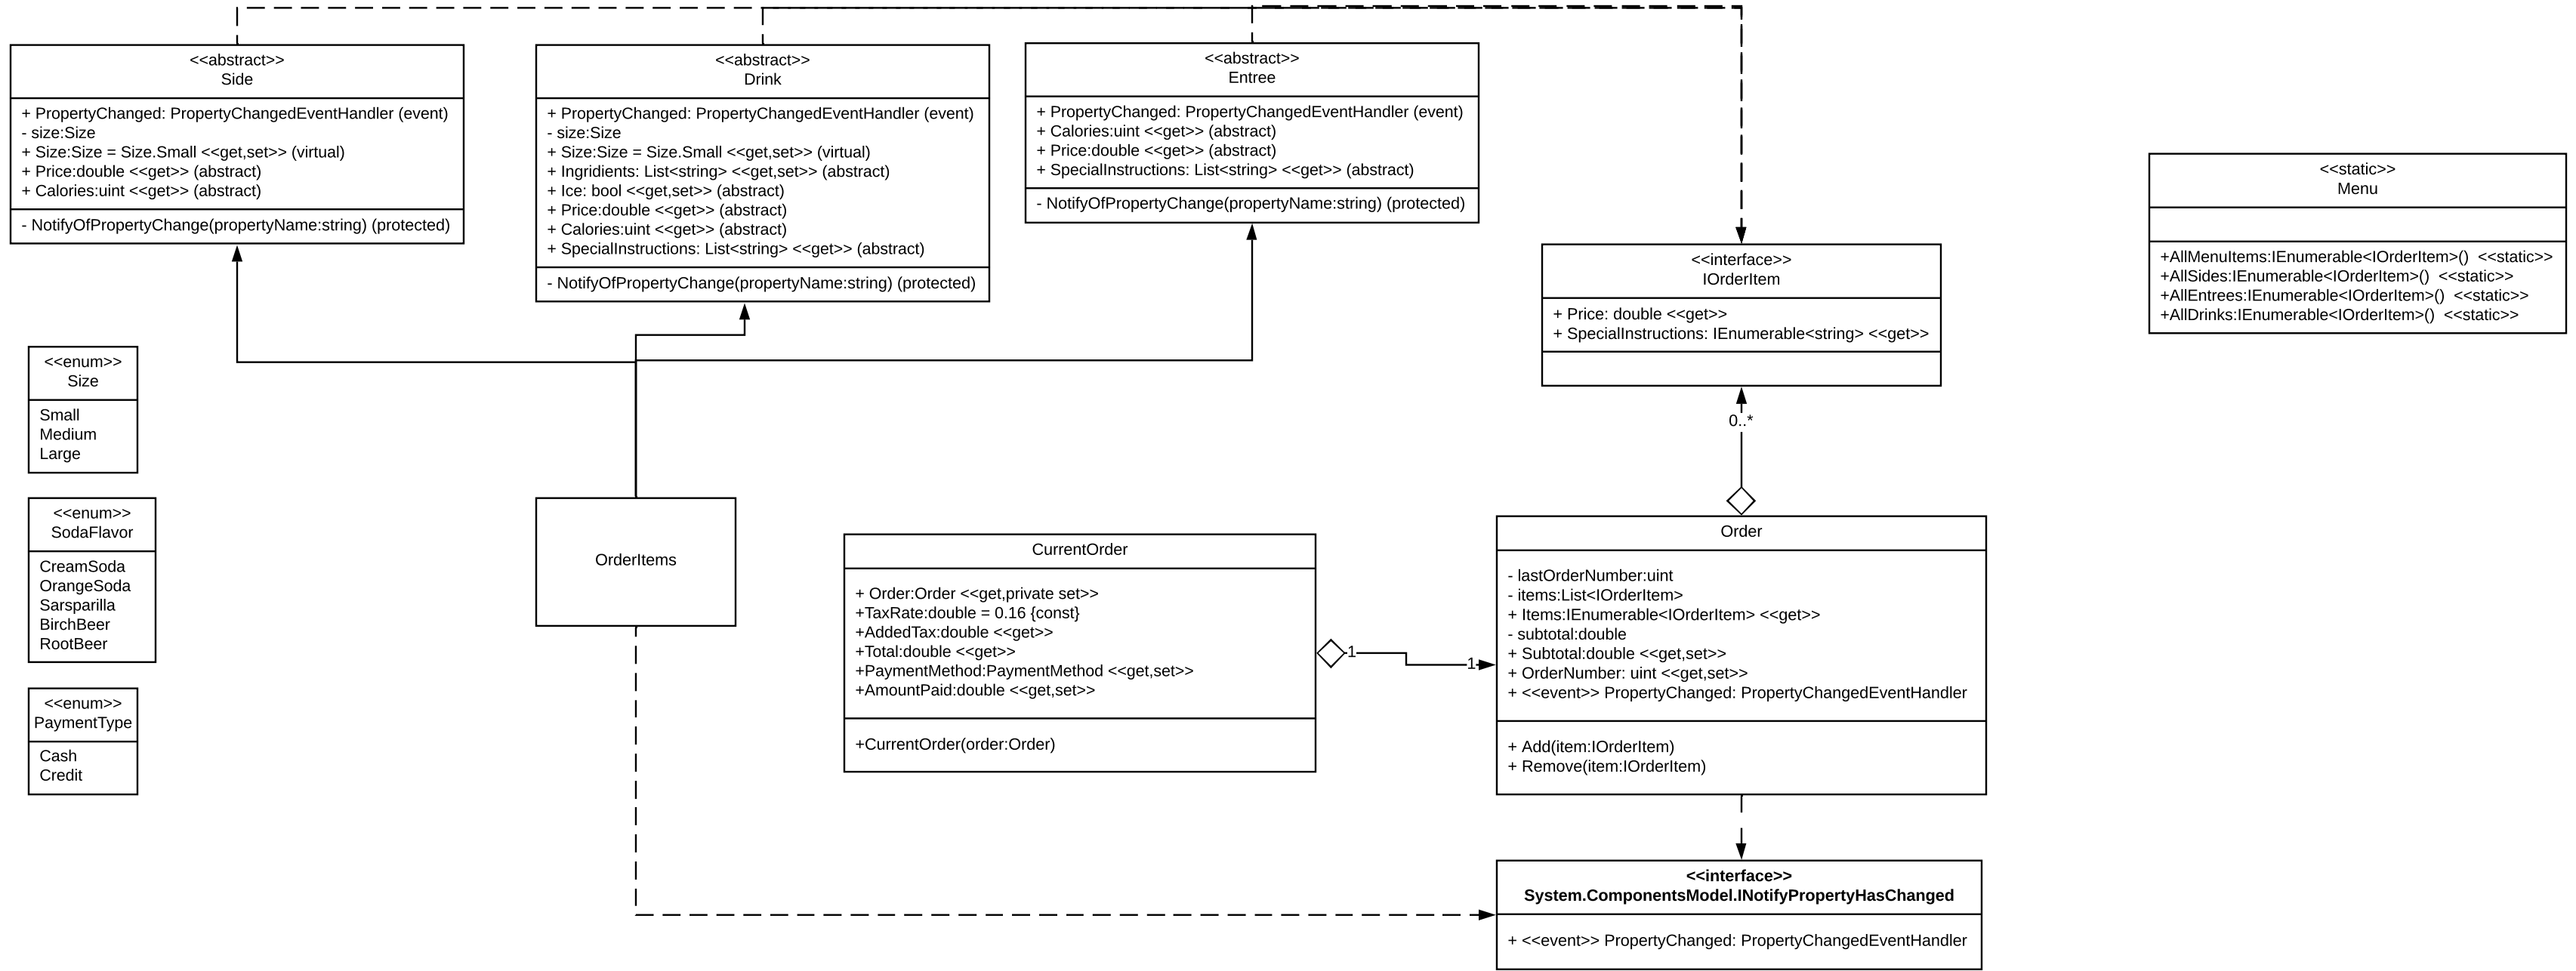 <<abstract>>
Side
+ PropertyChanged: PropertyChangedEventHandler (event)
- size:Size
+ Size:Size = Size.Small <<get,set>> (virtual)
+ Price:double <<get>> (abstract)
+ Calories:uint <<get>> (abstract)
- NotifyOfPropertyChange(propertyName:string) (protected)
<<abstract>>
Drink
+ PropertyChanged: PropertyChangedEventHandler (event)
- size:Size
+ Size:Size = Size.Small <<get,set>> (virtual)
+ Ingridients: List<string> <<get,set>> (abstract)
+ Ice: bool <<get,set>> (abstract)
+ Price:double <<get>> (abstract)
+ Calories:uint <<get>> (abstract)
+ SpecialInstructions: List<string> <<get>> (abstract)
- NotifyOfPropertyChange(propertyName:string) (protected)
<<abstract>>
Entree
+ PropertyChanged: PropertyChangedEventHandler (event)
+ Calories:uint <<get>> (abstract)
+ Price:double <<get>> (abstract)
+ SpecialInstructions: List<string> <<get>> (abstract)
- NotifyOfPropertyChange(propertyName:string) (protected)
<<interface>>
IOrderItem
+ Price: double <<get>>
+ SpecialInstructions: IEnumerable<string> <<get>>
<<static>>
Menu
+AllMenuItems:IEnumerable<IOrderItem>()  <<static>>
+AllSides:IEnumerable<IOrderItem>()  <<static>>
+AllEntrees:IEnumerable<IOrderItem>()  <<static>>
+AllDrinks:IEnumerable<IOrderItem>()  <<static>>
<<enum>>
Size
Small
Medium
Large
<<enum>>
SodaFlavor
CreamSoda
OrangeSoda
Sarsparilla
BirchBeer
RootBeer
<<enum>>
PaymentType
Cash
Credit
OrderItems
CurrentOrder
+ Order:Order <<get,private set>>
+TaxRate:double = 0.16 {const}
+AddedTax:double <<get>>
+Total:double <<get>>
+PaymentMethod:PaymentMethod <<get,set>>
+AmountPaid:double <<get,set>>
+CurrentOrder(order:Order)
1
1
0..*
Order
- lastOrderNumber:uint
- items:List<IOrderItem>
+ Items:IEnumerable<IOrderItem> <<get>>
- subtotal:double
+ Subtotal:double <<get,set>>
+ OrderNumber: uint <<get,set>>
+ <<event>> PropertyChanged: PropertyChangedEventHandler
+ Add(item:IOrderItem)
+ Remove(item:IOrderItem)
<<interface>>
System.ComponentsModel.INotifyPropertyHasChanged
+ <<event>> PropertyChanged: PropertyChangedEventHandler